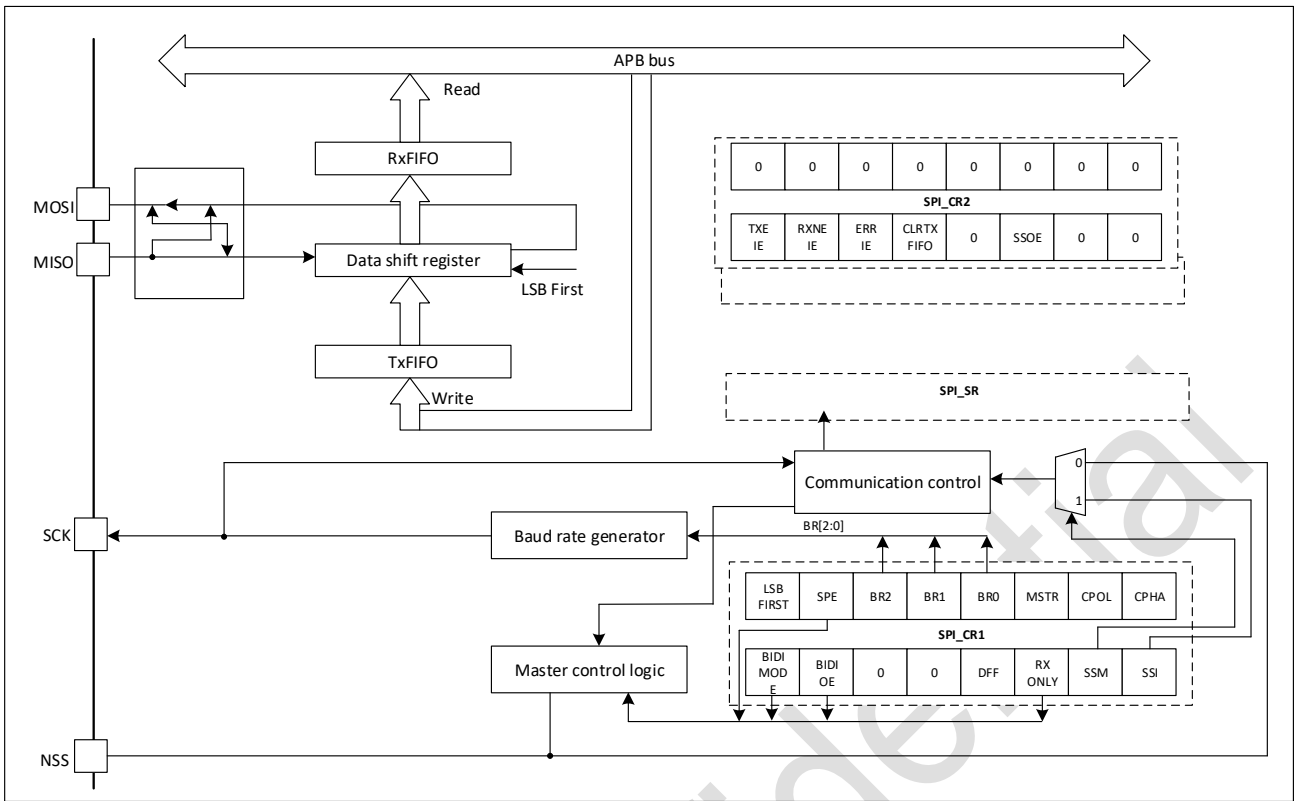 APB bus
Read
RxFIFO
MOSI
MISO
Data shift register
LSB First
TxFIFO
Write
0 0 0 0 0 0 0 0
SPI_CR2
TXE
IE
RXNE
IE
ERR
IE
CLRTX
FIFO
0
SSOE
0
0
SPI_SR
Communication control
0
1
SCK
Baud rate generator
BR[2:0]
LSB
FIRST
SPE
BR2
BR1
BR0
MSTR
CPOL
CPHA
SPI_CR1
Master control logic
BIDI
MOD
E
BIDI
OE
0
0
DFF
RX
ONLY
SSM
SSI
NSS